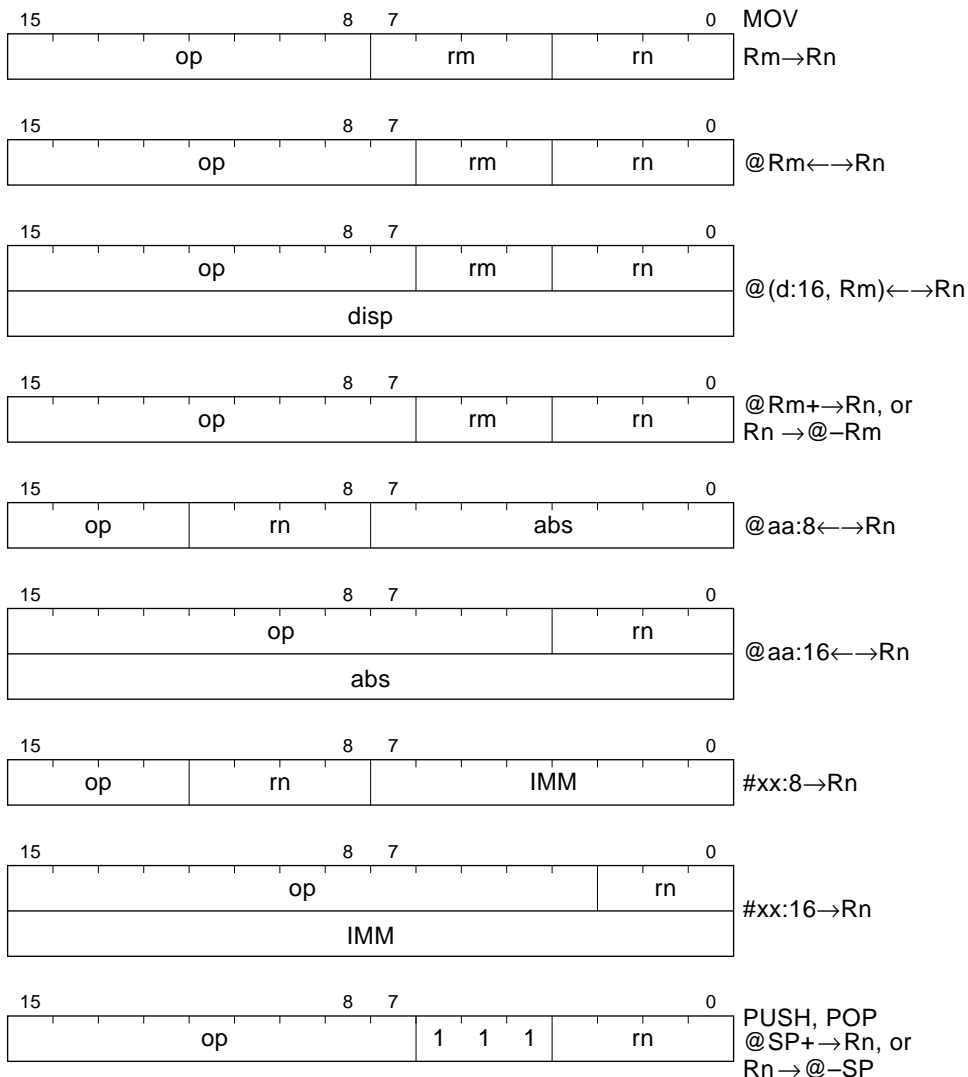 15 8 7 0 MOV
op rm rn Rm→Rn
15 8 7 0
op rm rn @Rm←→Rn
15 8 7 0
op rm rn
@(d:16, Rm)←→Rn
disp
15 8 7 0
op rm rn @Rm+→Rn, or
Rn →@–Rm
15 8 7 0
op rn abs @aa:8←→Rn
15 8 7 0
op rn
@aa:16←→Rn
abs
15 8 7 0
op rn IMM #xx:8→Rn
15 8 7 0
op rn
#xx:16→Rn
IMM
15 8 7 0
PUSH, POP
op 1 1 1 rn @SP+→Rn, or
Rn→@–SP